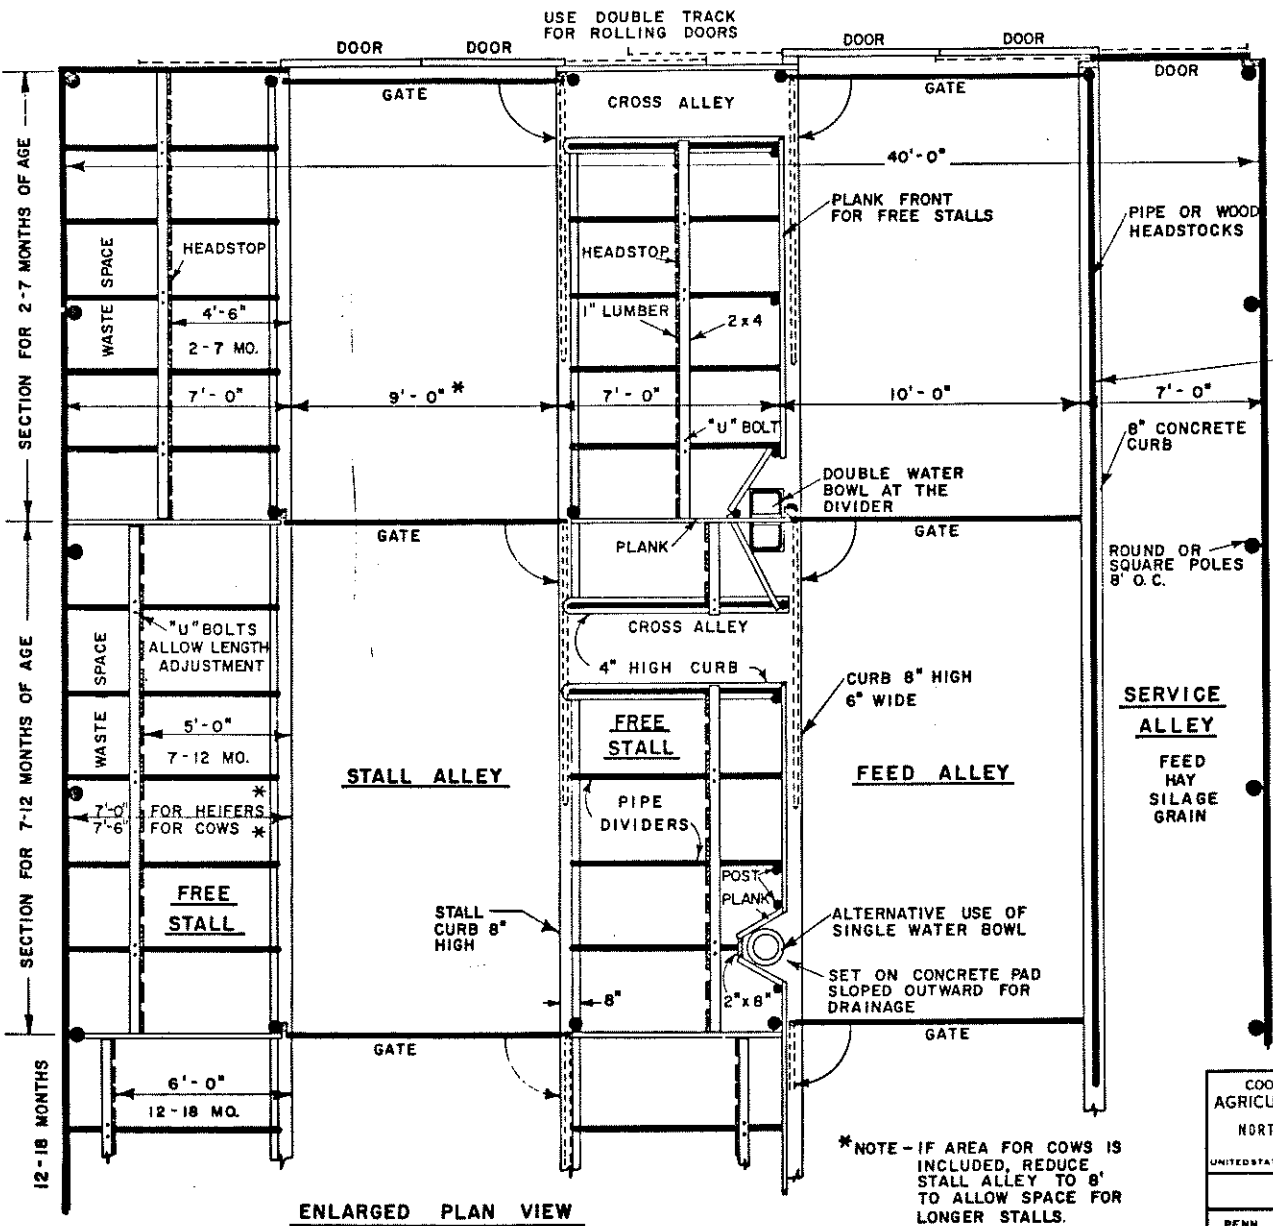 USE DOUBLE TRACK
FOR ROLLING DOORS
DOOR
DOOR
DOOR
DOOR
DOOR
GATE
CROSS ALLEY
GATE
40'-0"
PLANK FRONT
FOR FREE STALLS
PIPE OR WOOD
HEADSTOCKS
SECTION FOR 2-7 MONTHS OF AGE
WASTE SPACE
HEADSTOP
HEADSTOP
4'-6"
2-7 MO.
1" LUMBER
2x4
7'-0"
9'-0" *
7'-0"
10'-0"
7'-0"
"U" BOLT
8" CONCRETE
CURB
DOUBLE WATER
BOWL AT THE
DIVIDER
GATE
PLANK
GATE
ROUND OR
SQUARE POLES
8' O.C.
SECTION FOR 7-12 MONTHS OF AGE
WASTE SPACE
"U" BOLTS
ALLOW LENGTH
ADJUSTMENT
CROSS ALLEY
4" HIGH CURB
CURB 8" HIGH
6" WIDE
SERVICE
ALLEY
FEED
HAY
SILAGE
GRAIN
5'-0"
7-12 MO.
FREE
STALL
STALL ALLEY
FEED ALLEY
7'-0" FOR HEIFERS *
7'-6" FOR COWS *
PIPE
DIVIDERS
FREE
STALL
POST
PLANK
STALL
CURB 8"
HIGH
ALTERNATIVE USE OF
SINGLE WATER BOWL
SET ON CONCRETE PAD
SLOPED OUTWARD FOR
DRAINAGE
8"
2"x8"
GATE
GATE
12-18 MONTHS
6'-0"
12-18 MO.
*NOTE-IF AREA FOR COWS IS
INCLUDED, REDUCE
STALL ALLEY TO 8'
TO ALLOW SPACE FOR
LONGER STALLS.
ENLARGED PLAN VIEW
COO
AGRICU
NORT
UNITED STA
PENN